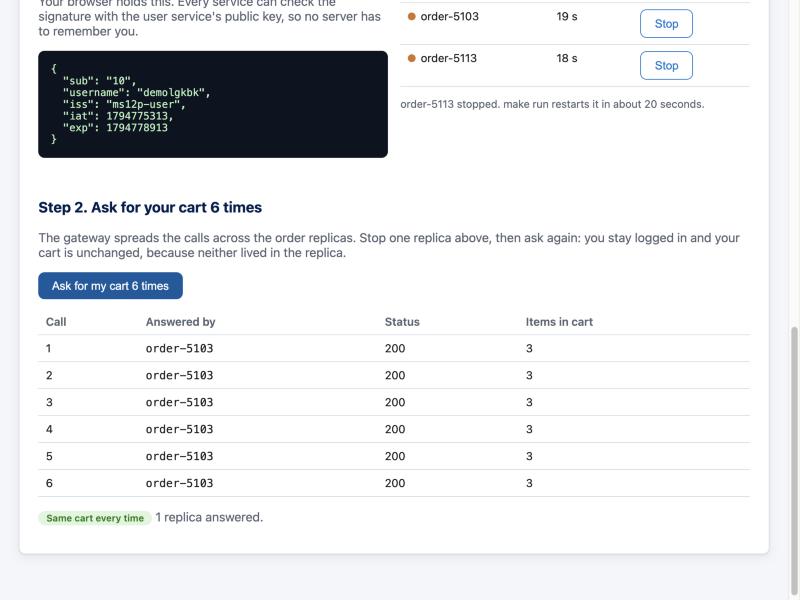 Your browser holds this. Every service can check the
signature with the user service's public key, so no server has
to remember you.
{
"sub": "10",
"username": "demolgkbk",
"iss": "ms12p-user",
"iat": 1794775313,
"exp": 1794778913
}
order-5103 19 s Stop
order-5113 18 s Stop
order-5113 stopped. make run restarts it in about 20 seconds.
Step 2. Ask for your cart 6 times
The gateway spreads the calls across the order replicas. Stop one replica above, then ask again: you stay logged in and your
cart is unchanged, because neither lived in the replica.
Ask for my cart 6 times
Call Answered by Status Items in cart
1 order-5103 200 3
2 order-5103 200 3
3 order-5103 200 3
4 order-5103 200 3
5 order-5103 200 3
6 order-5103 200 3
Same cart every time 1 replica answered.